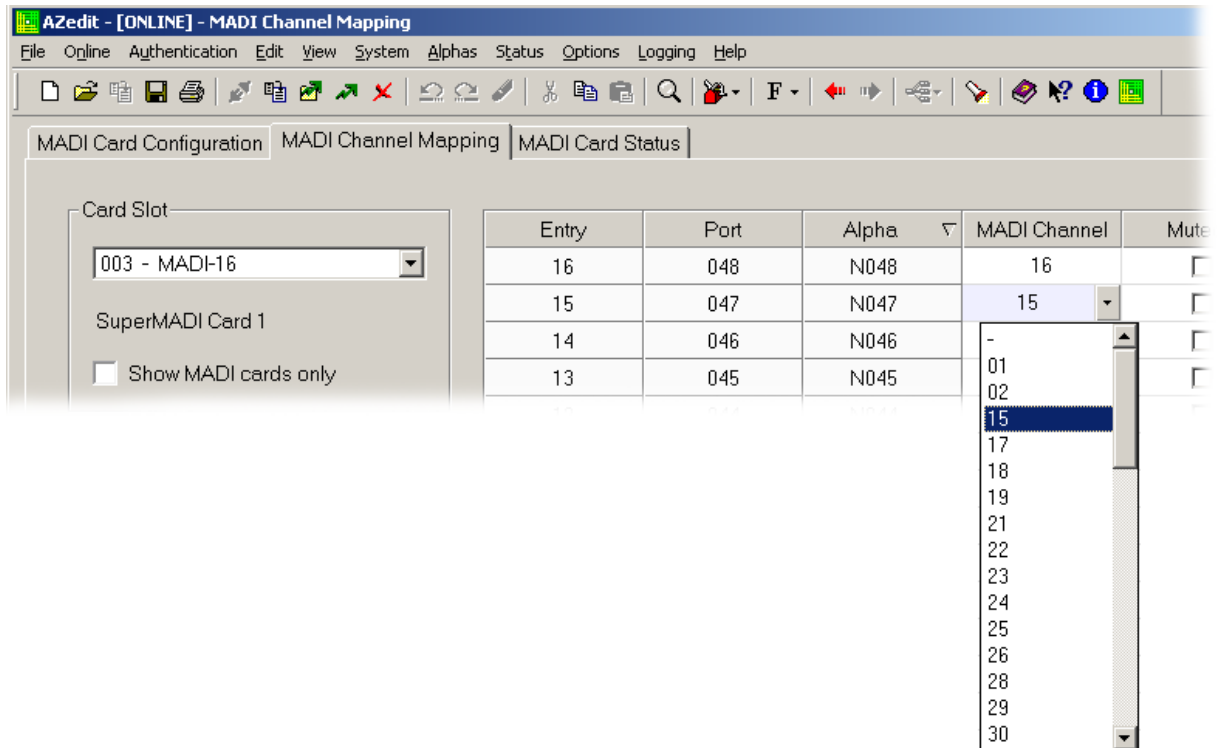 AZedit - [ONLINE] - MADI Channel Mapping
File Online Authentication Edit View System Alphas Status Options Logging Help
F
MADI Card Configuration MADI Channel Mapping MADI Card Status
Card Slot
003 - MADI-16
SuperMADI Card 1
Show MADI cards only
Entry Port Alpha MADI Channel Mute
16 048 N048 16
15 047 N047 15
14 046 N046
13 045 N045
-
01
02
15
17
18
19
21
22
23
24
25
26
28
29
30